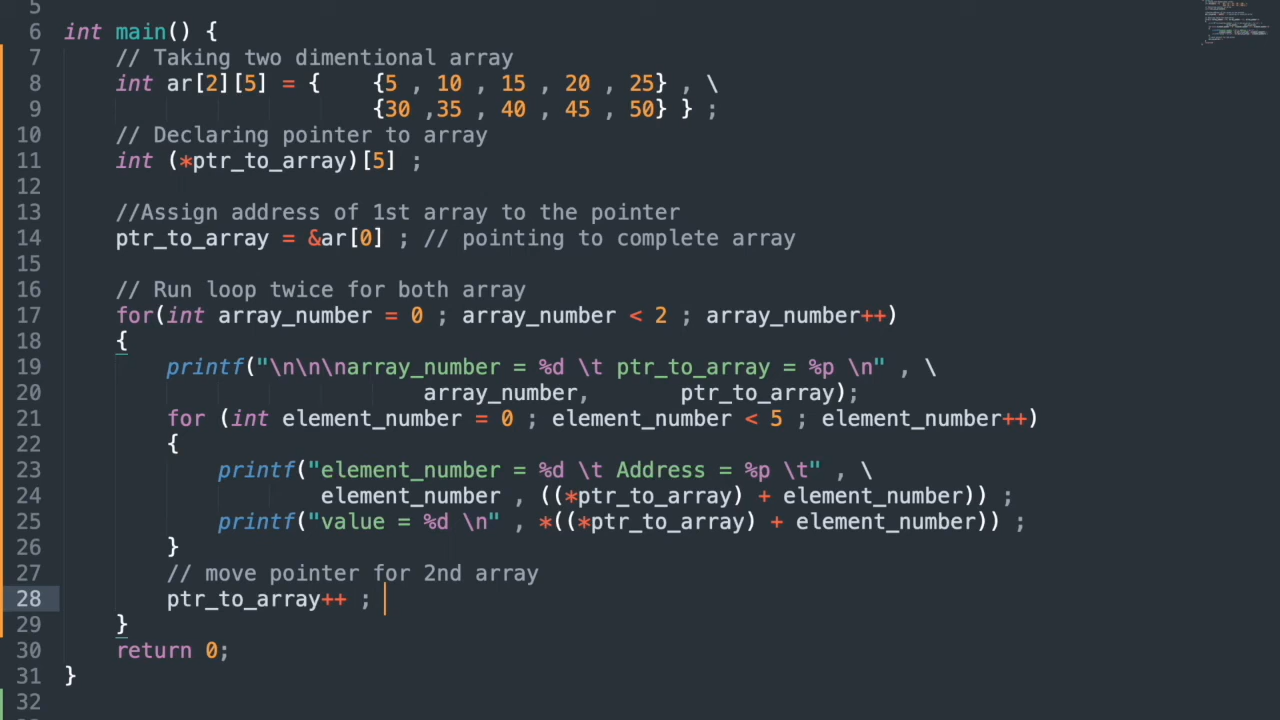 5
6 int main() {
7 // Taking two dimentional array
8 int ar[2][5] = { {5 , 10 , 15 , 20 , 25} , \
9 {30 ,35 , 40 , 45 , 50} } ;
10 // Declaring pointer to array
11 int (*ptr_to_array)[5] ;
12
13 //Assign address of 1st array to the pointer
14 ptr_to_array = &ar[0] ; // pointing to complete array
15
16 // Run loop twice for both array
17 for(int array_number = 0 ; array_number < 2 ; array_number++)
18 {
19 printf("\n\n\narray_number = %d \t ptr_to_array = %p \n" , \
20 array_number, ptr_to_array);
21 for (int element_number = 0 ; element_number < 5 ; element_number++)
22 {
23 printf("element_number = %d \t Address = %p \t" , \
24 element_number , ((*ptr_to_array) + element_number)) ;
25 printf("value = %d \n" , *((*ptr_to_array) + element_number)) ;
26 }
27 // move pointer for 2nd array
28 ptr_to_array++ ;
29 }
30 return 0;
31 }
32